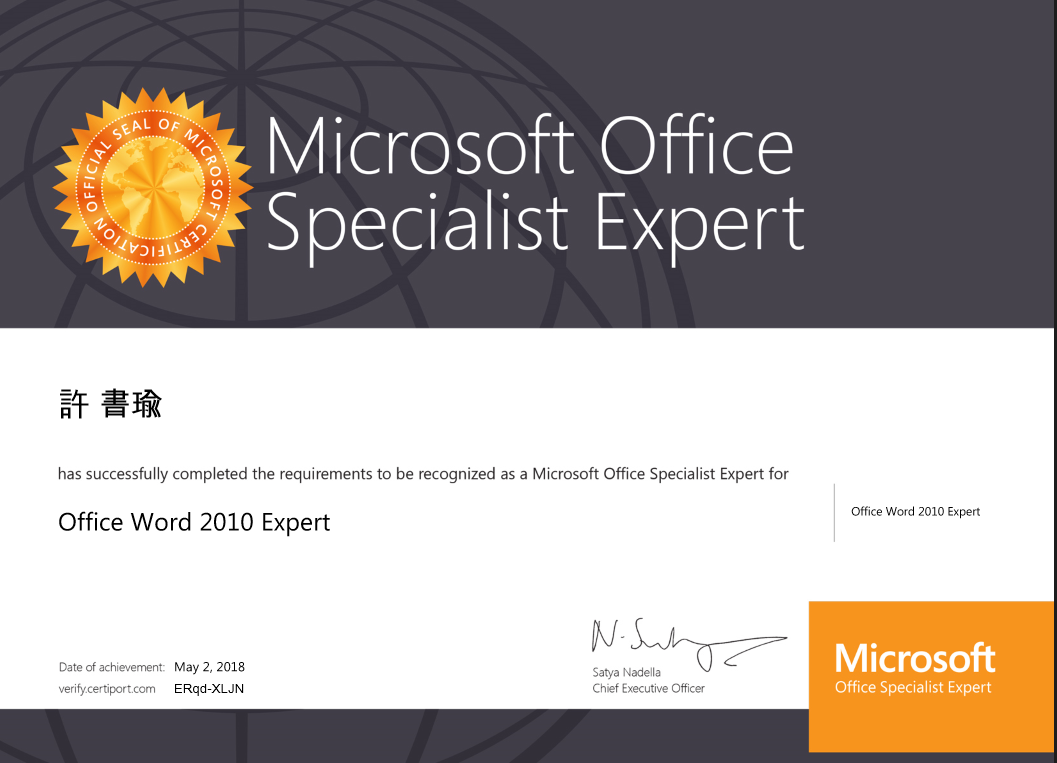 OFFICIAL SEAL OF MICROSOFT CERTIFICATION
Microsoft Office
Specialist Expert
許 書瑜
has successfully completed the requirements to be recognized as a Microsoft Office Specialist Expert for
Office Word 2010 Expert
Office Word 2010 Expert
Date of achievement: May 2, 2018
verify.certiport.com ERqd-XLJN
Satya Nadella
Chief Executive Officer
Microsoft
Office Specialist Expert